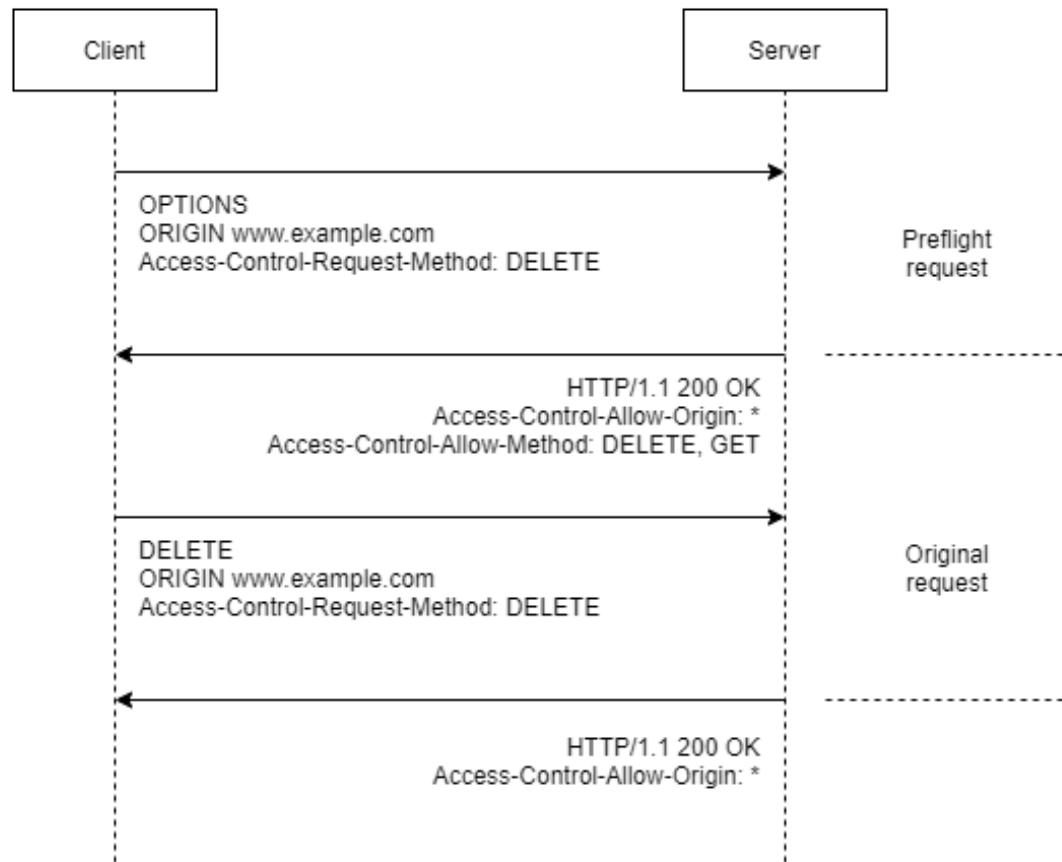 Client
Server
OPTIONS
ORIGIN www.example.com
Access-Control-Request-Method: DELETE
Preflight
request
HTTP/1.1 200 OK
Access-Control-Allow-Origin: *
Access-Control-Allow-Method: DELETE, GET
DELETE
ORIGIN www.example.com
Access-Control-Request-Method: DELETE
Original
request
HTTP/1.1 200 OK
Access-Control-Allow-Origin: *